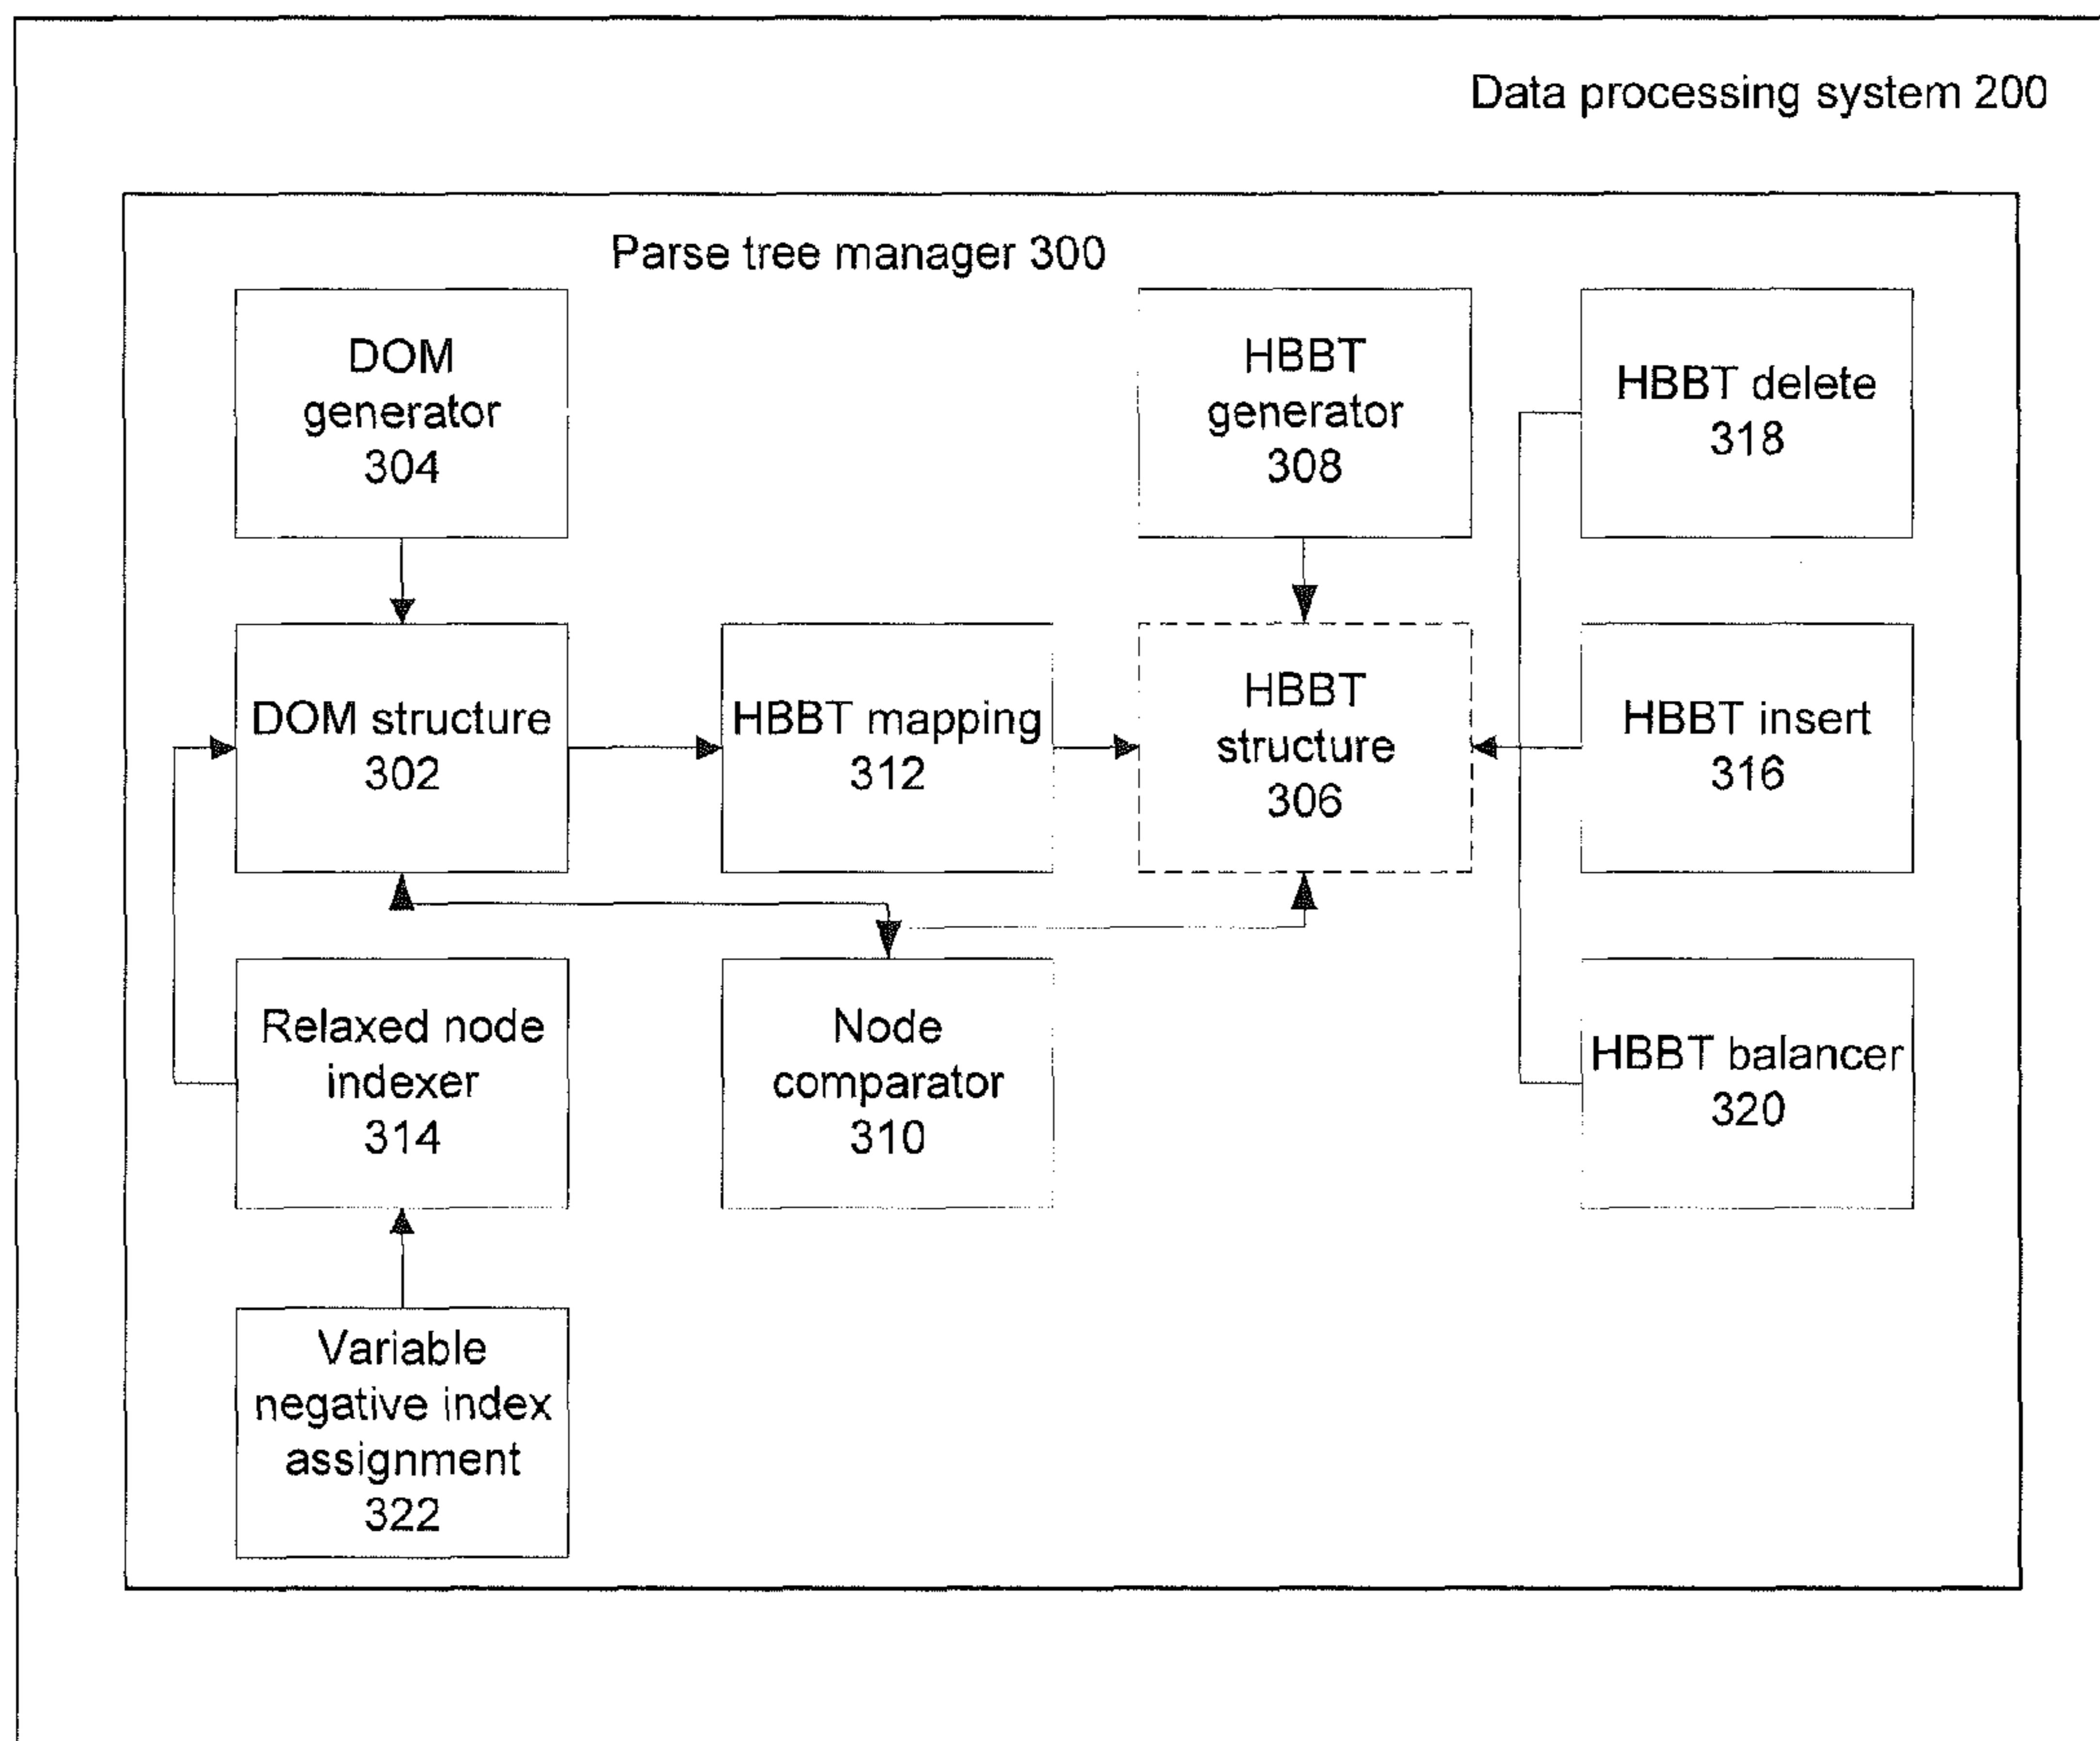 Data processing system 200
Parse tree manager 300
DOM
generator
304
HBBT
generator
308
HBBT delete
318
DOM structure
302
HBBT mapping
312
HBBT
structure
306
HBBT insert
316
Relaxed node
indexer
314
Node
comparator
310
HBBT balancer
320
Variable
negative index
assignment
322